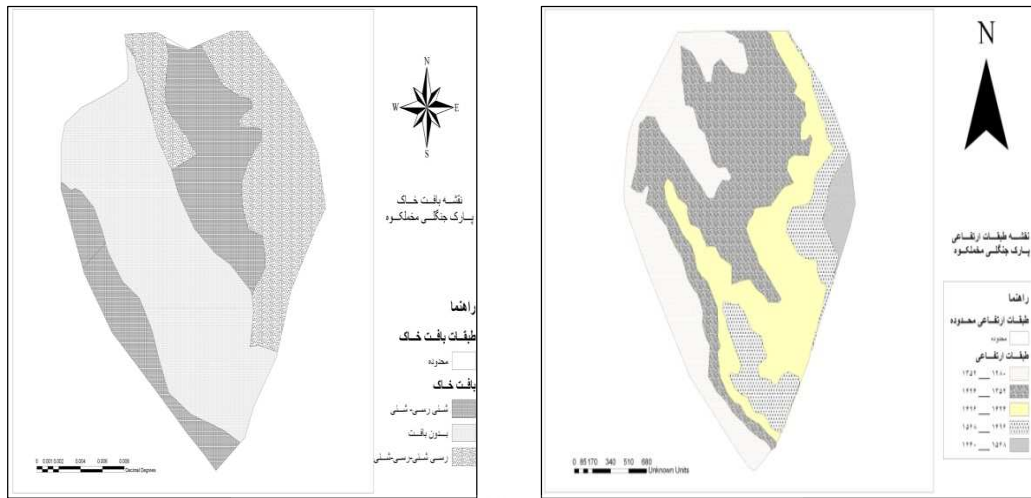 N
W E
S
نقشه بافت خاک
پارک جنگلی مخملکوه
راهنما
طبقات بافت خاک
محدوده
بافت خاک
شنی رسی- شنی
بدون بافت
رسی شنی-رسی-شنی
Decimal Degrees
N
نقشه طبقات ارتفاعی
پارک جنگلی مخملکوه
راهنما
طبقات ارتفاعی محدوده
محدوده
طبقات ارتفاعی
0 85 170 340 510 680
Unknown Units